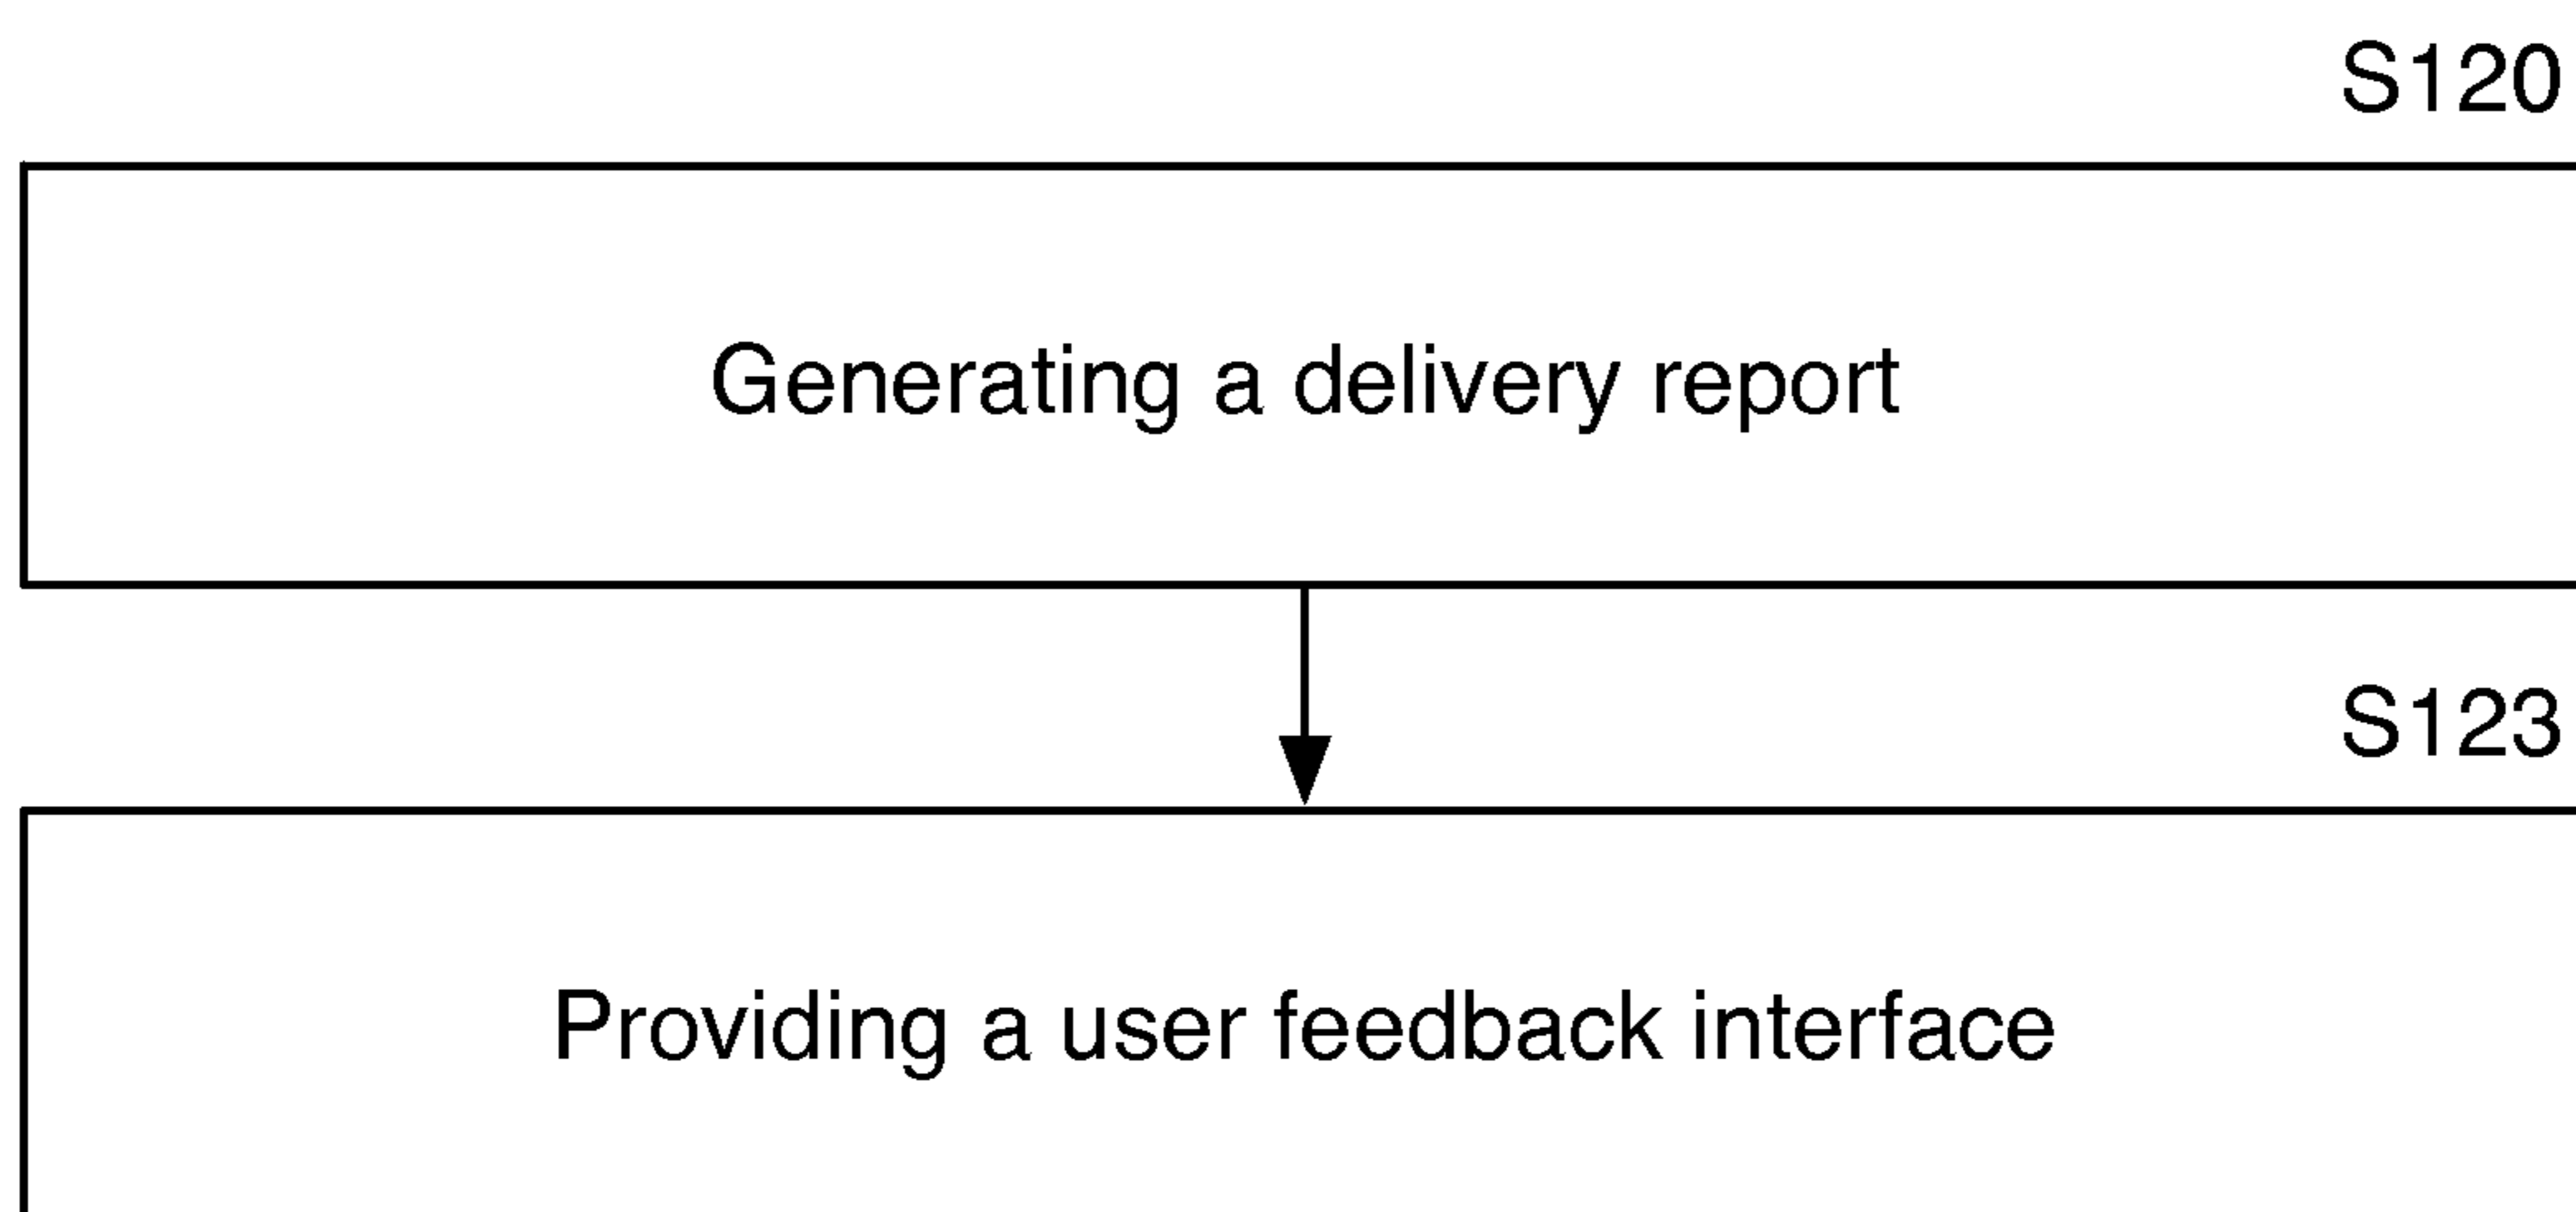 S120
Generating a delivery report
S123
Providing a user feedback interface